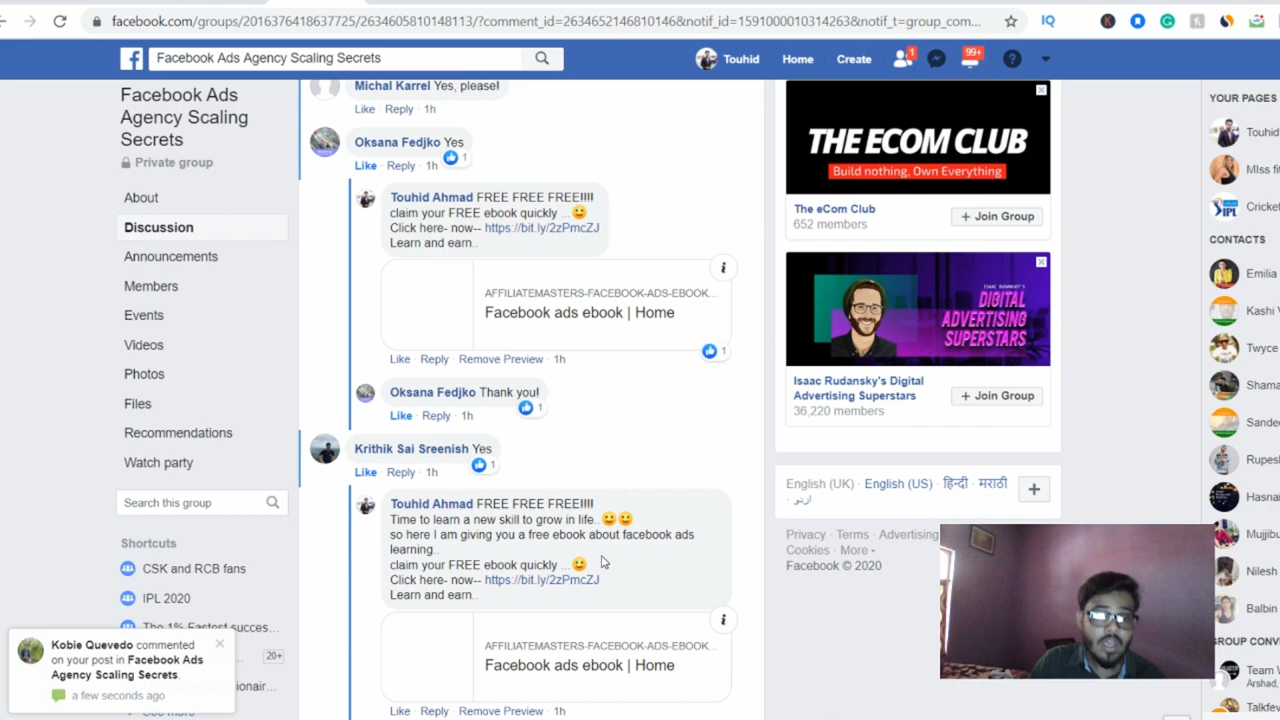 facebook.com/groups/2016376418637725/2634605810148113/?comment_id=2634652146810146&notif_id=1591000010314263&notif_t=group_com...
Facebook Ads Agency Scaling Secrets
Touhid
Home
Create
1
99+
Facebook Ads
Agency Scaling
Secrets
Private group
About
Discussion
Announcements
Members
Events
Videos
Photos
Files
Recommendations
Watch party
Search this group
Shortcuts
CSK and RCB fans
IPL 2020
The 1% Fastest succes...
20+
Kobie Quevedo commented
on your post in Facebook Ads
Agency Scaling Secrets.
a few seconds ago
Michal Karrel Yes, please!
Like · Reply · 1h
Oksana Fedjko Yes
1
Like · Reply · 1h
Touhid Ahmad FREE FREE FREE!!!!
claim your FREE ebook quickly ...😉
Click here- now-- https://bit.ly/2zPmcZJ
Learn and earn..
AFFILIATEMASTERS-FACEBOOK-ADS-EBOOK...
Facebook ads ebook | Home
1
Like · Reply · Remove Preview · 1h
Oksana Fedjko Thank you!
1
Like · Reply · 1h
Krithik Sai Sreenish Yes
1
Like · Reply · 1h
Touhid Ahmad FREE FREE FREE!!!!
Time to learn a new skill to grow in life..😉😉
so here I am giving you a free ebook about facebook ads
learning..
claim your FREE ebook quickly ...😉
Click here- now-- https://bit.ly/2zPmcZJ
Learn and earn..
AFFILIATEMASTERS-FACEBOOK-ADS-EBOOK...
Facebook ads ebook | Home
Like · Reply · Remove Preview · 1h
THE ECOM CLUB
Build nothing, Own Everything
The eCom Club
652 members
+ Join Group
ISAAC RUDANSKY'S
DIGITAL
ADVERTISING
SUPERSTARS
Isaac Rudansky's Digital
Advertising Superstars
36,220 members
+ Join Group
English (UK) · English (US) · हिन्दी · मराठी
· اردو
Privacy · Terms · Advertising
Cookies · More
Facebook © 2020
YOUR PAGES
Touhid
MIss fi
Cricket
CONTACTS
Emilia
Kashi
Twyce
Shama
Sande
Rupes
Hasna
Mujjib
Nilesh
Balbin
GROUP CONV
Team
Arshad,
Talkfe